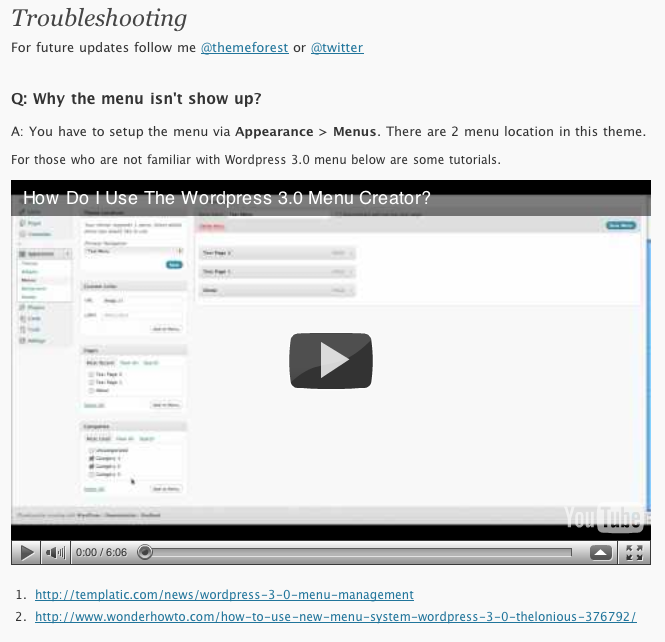 Troubleshooting
For future updates follow me @themeforest or @twitter
Q: Why the menu isn't show up?
A: You have to setup the menu via Appearance > Menus. There are 2 menu location in this theme.
For those who are not familiar with Wordpress 3.0 menu below are some tutorials.
How Do I Use The Wordpress 3.0 Menu Creator?
YouTube
0:00 / 6:06
1. http://templatic.com/news/wordpress-3-0-menu-management
2. http://www.wonderhowto.com/how-to-use-new-menu-system-wordpress-3-0-thelonious-376792/